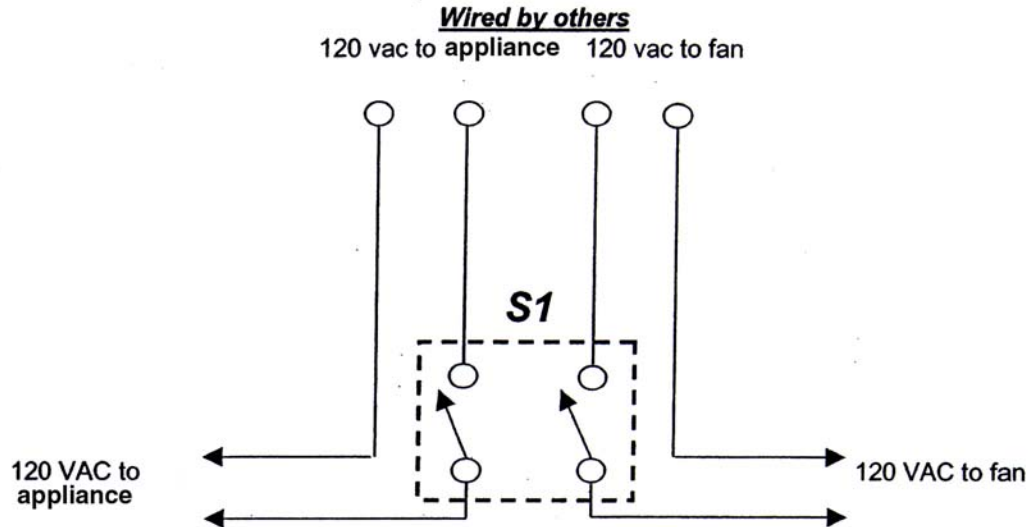 Wired by others
120 vac to appliance 120 vac to fan
S1
120 VAC to
appliance
120 VAC to fan